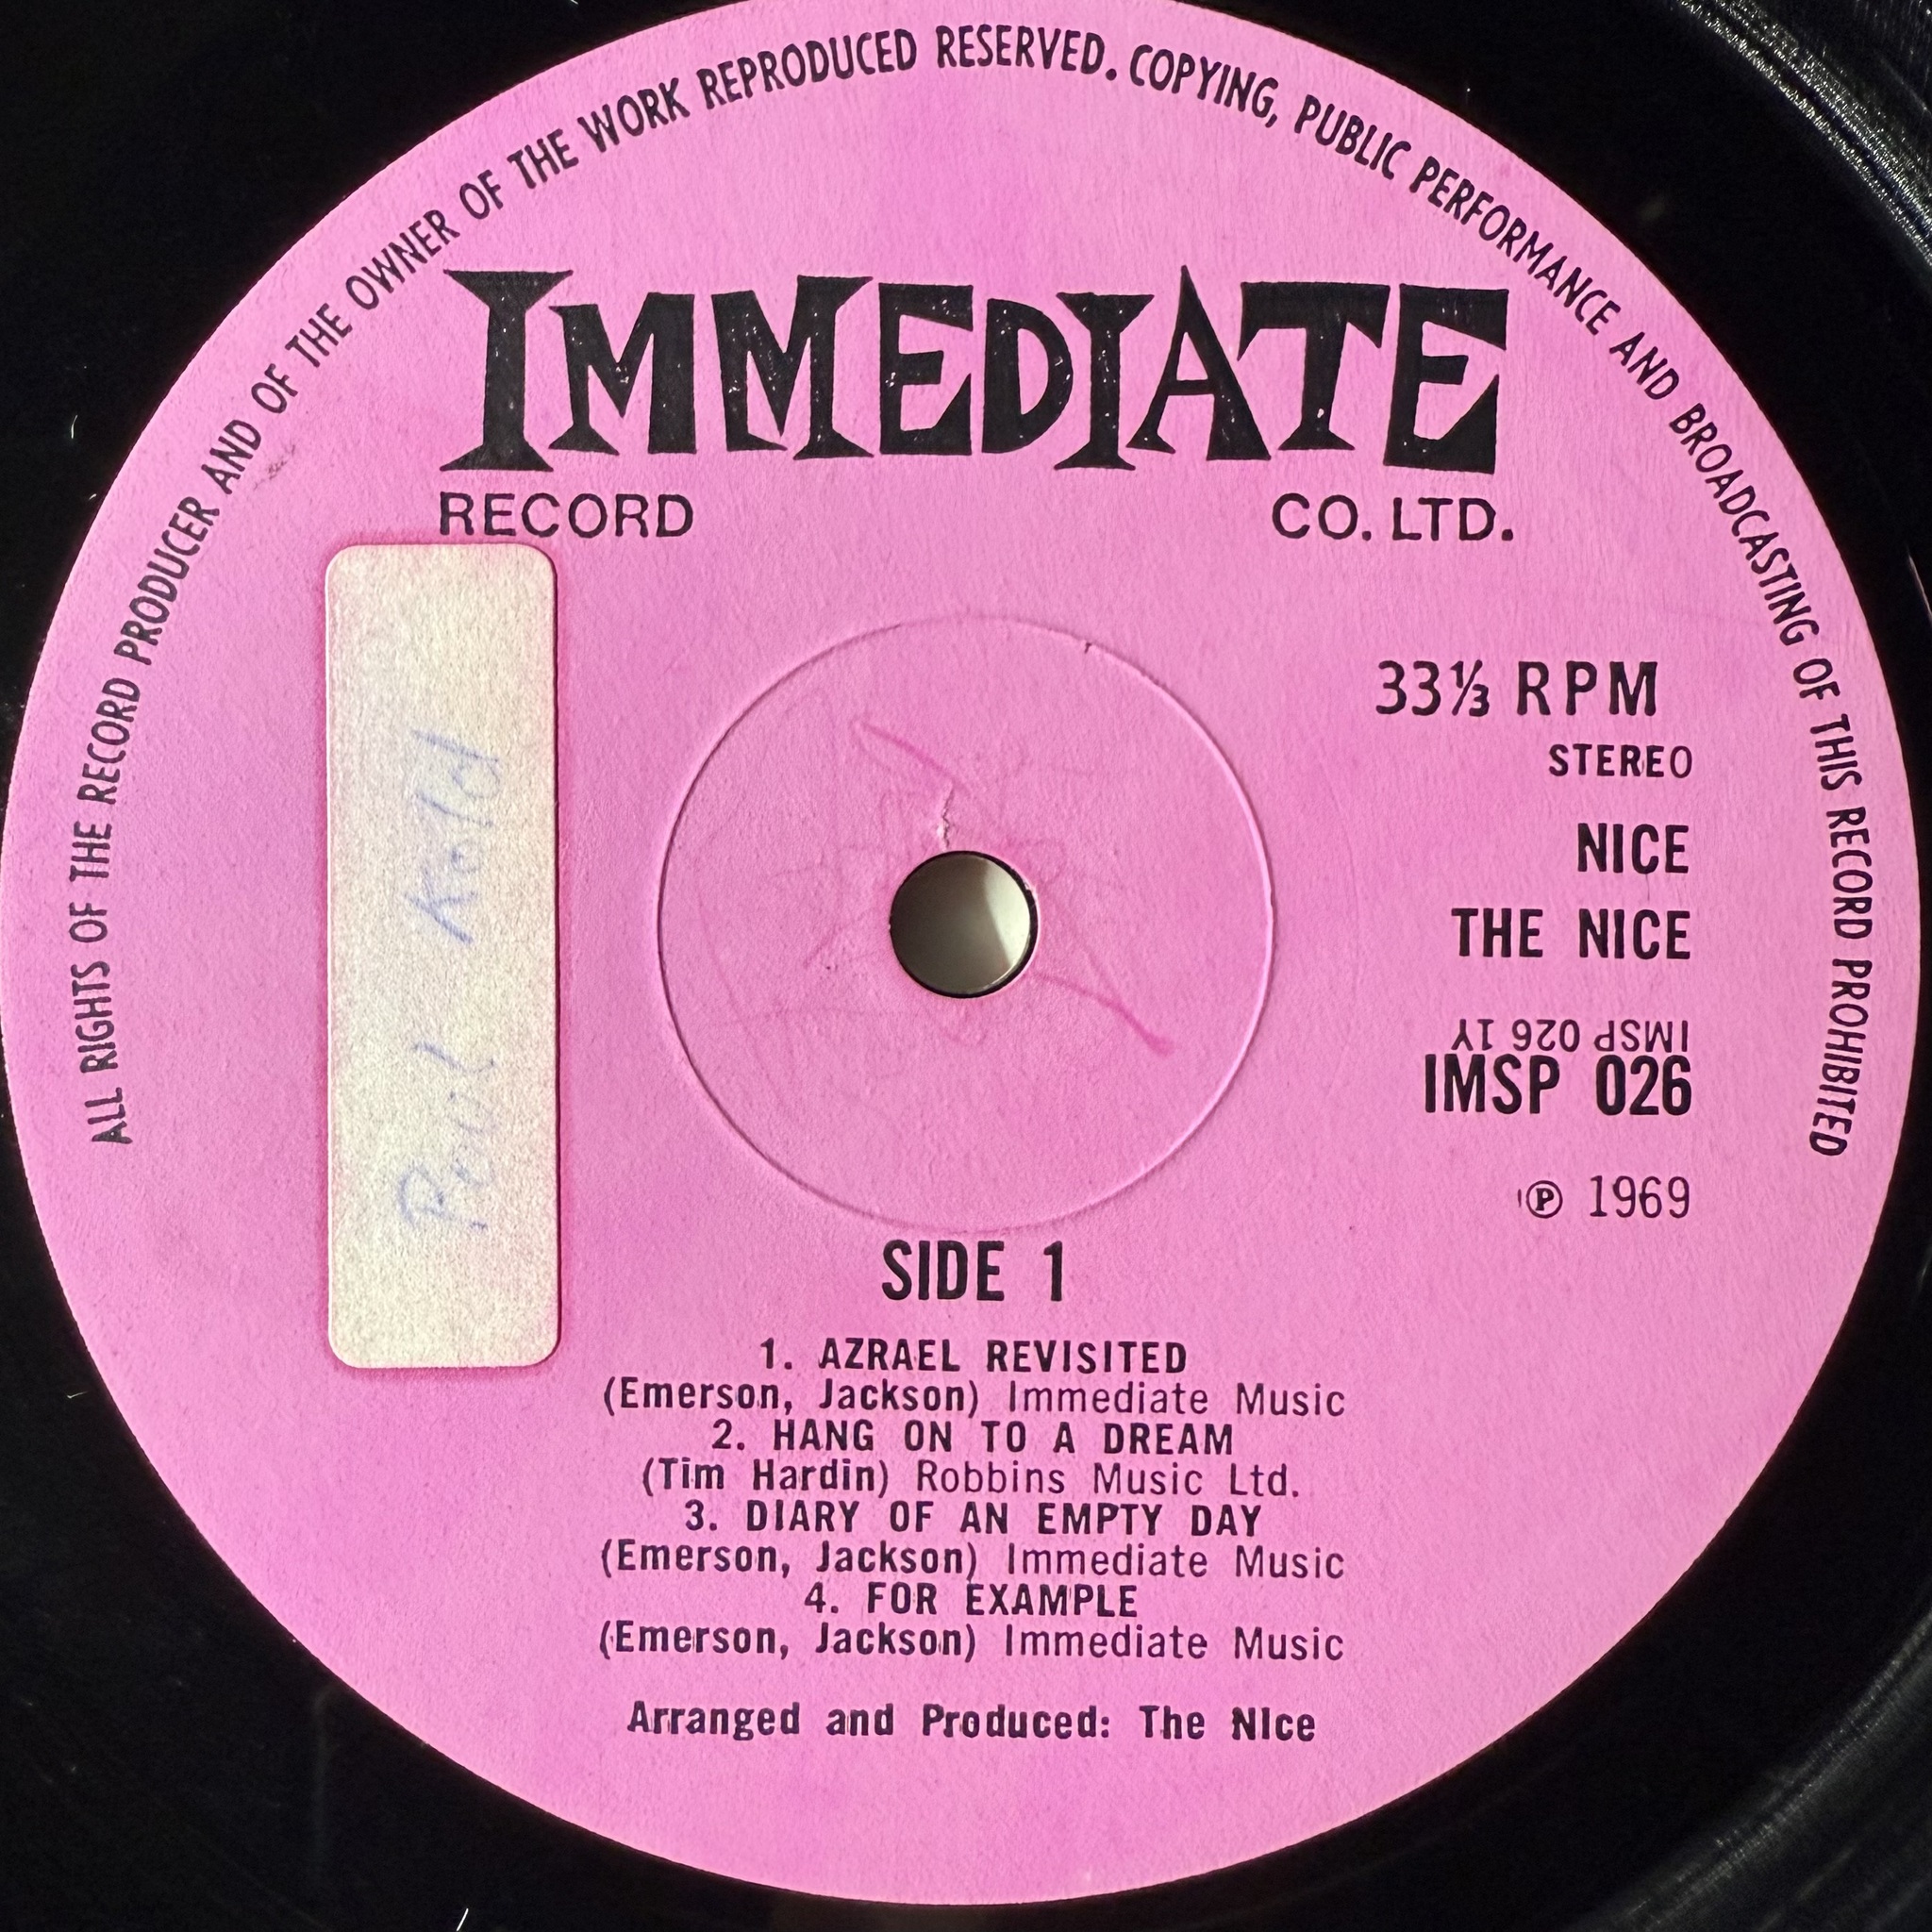 ALL RIGHTS OF THE RECORD PRODUCER AND OF THE OWNER OF THE WORK REPRODUCED RESERVED. COPYING, PUBLIC PERFORMANCE AND BROADCASTING OF THIS RECORD PROHIBITED
IMMEDIATE
RECORD CO. LTD.
33⅓ RPM
STEREO
NICE
THE NICE
IMSP 026 1Y
IMSP 026
℗ 1969
SIDE 1
1. AZRAEL REVISITED
(Emerson, Jackson) Immediate Music
2. HANG ON TO A DREAM
(Tim Hardin) Robbins Music Ltd.
3. DIARY OF AN EMPTY DAY
(Emerson, Jackson) Immediate Music
4. FOR EXAMPLE
(Emerson, Jackson) Immediate Music
Arranged and Produced: The NIce